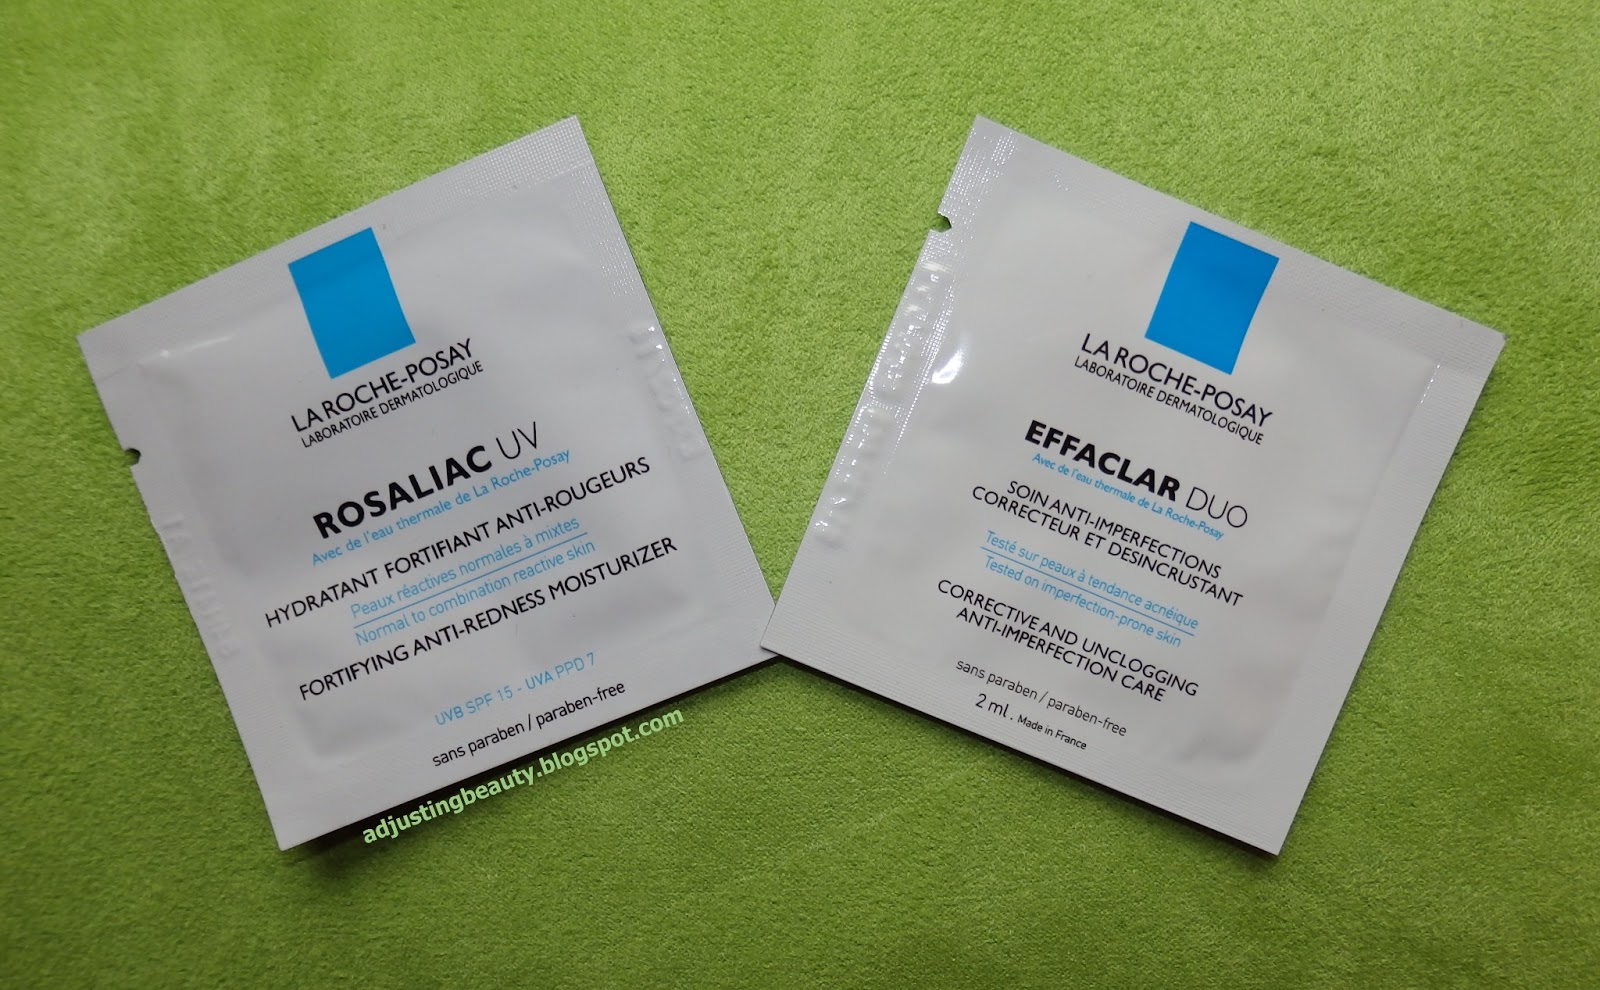 LA ROCHE-POSAY
LABORATOIRE DERMATOLOGIQUE
ROSALIAC UV
Avec de l'eau thermale de La Roche-Posay
HYDRATANT FORTIFIANT ANTI-ROUGEURS
Peaux réactives normales à mixtes
Normal to combination reactive skin
FORTIFYING ANTI-REDNESS MOISTURIZER
UVB SPF 15 - UVA PPD 7
sans paraben / paraben-free
adjustingbeauty.blogspot.com
LA ROCHE-POSAY
LABORATOIRE DERMATOLOGIQUE
EFFACLAR DUO
Avec de l'eau thermale de La Roche-Posay
SOIN ANTI-IMPERFECTIONS
CORRECTEUR ET DESINCRUSTANT
Testé sur peaux à tendance acnéique
Tested on imperfection-prone skin
CORRECTIVE AND UNCLOGGING
ANTI-IMPERFECTION CARE
sans paraben / paraben-free
2 ml . Made in France